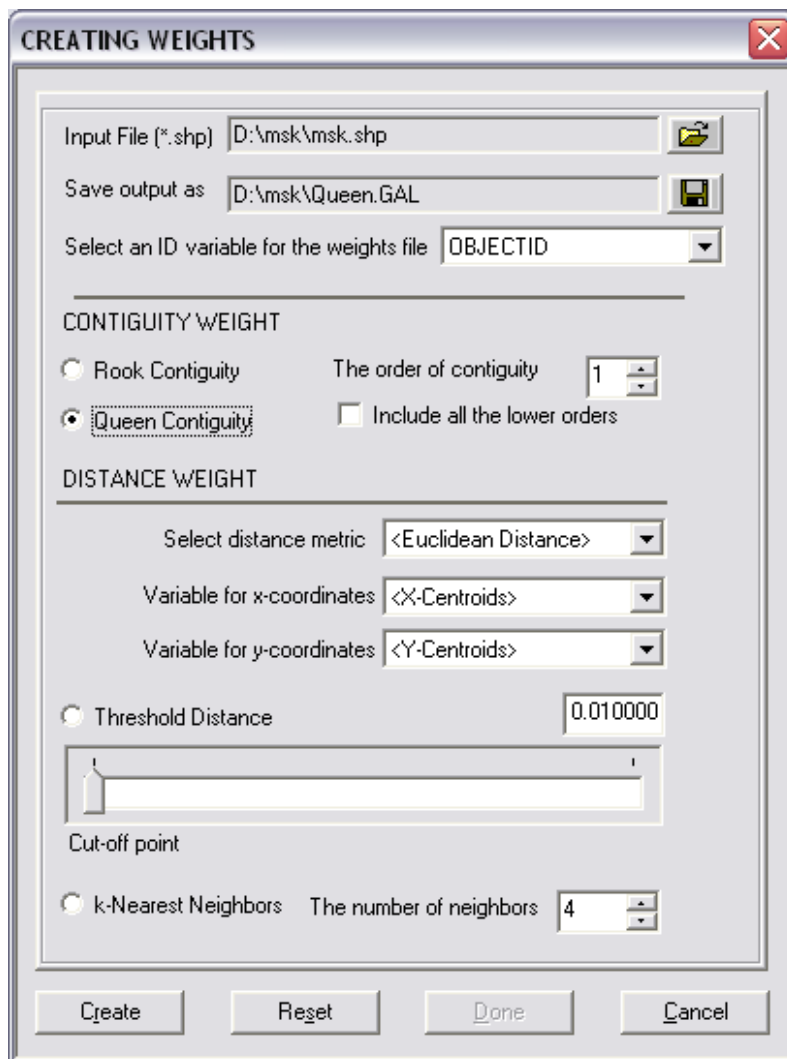 CREATING WEIGHTS
Input File (*.shp) D:\msk\msk.shp
Save output as D:\msk\Queen.GAL
Select an ID variable for the weights file OBJECTID
CONTIGUITY WEIGHT
Rook Contiguity The order of contiguity 1
Queen Contiguity Include all the lower orders
DISTANCE WEIGHT
Select distance metric <Euclidean Distance>
Variable for x-coordinates <X-Centroids>
Variable for y-coordinates <Y-Centroids>
Threshold Distance 0.010000
Cut-off point
k-Nearest Neighbors The number of neighbors 4
Create Reset Done Cancel